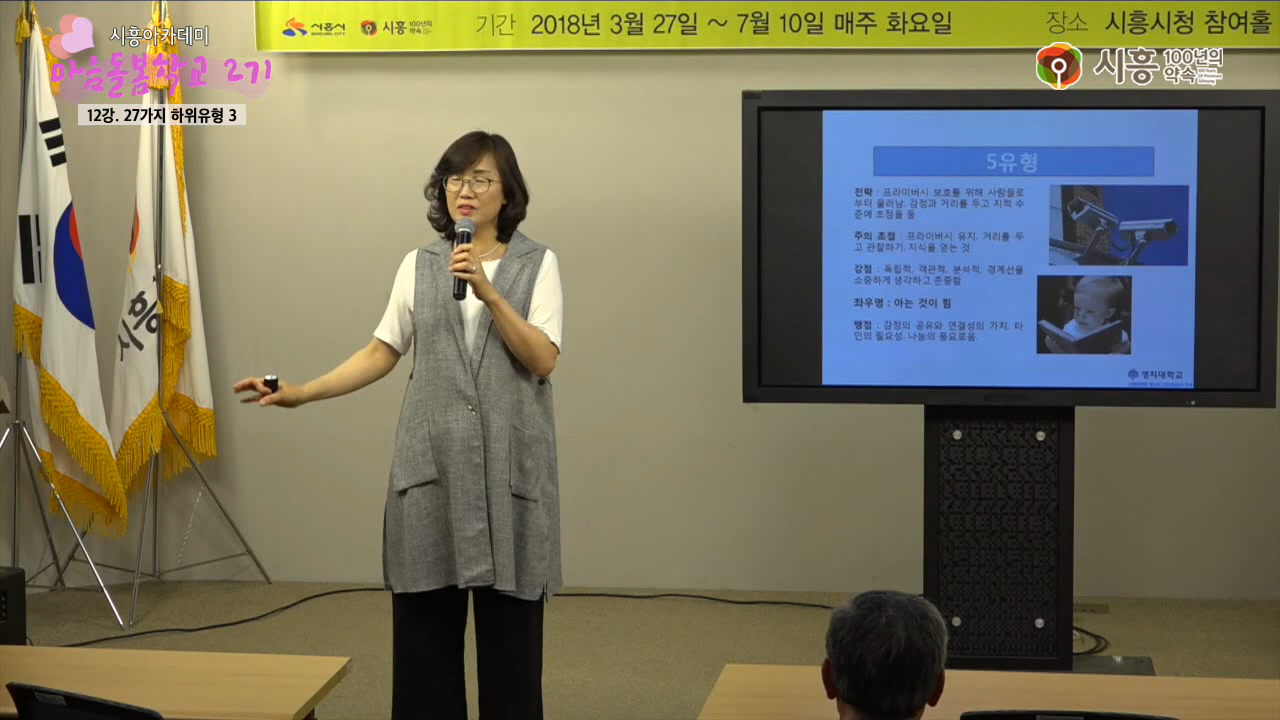 시흥시
시흥 100년의 약속
기간 2018년 3월 27일 ~ 7월 10일 매주 화요일
장소 시흥시청 참여홀
시흥아카데미
마음돌봄학교 2기
12강. 27가지 하위유형 3
시흥 100년의 약속
시흥
5유형
전략 : 프라이버시 보호를 위해 사람들로
부터 물러남. 감정과 거리를 두고 지적 수
준에 초점을 둠
주의 초점 : 프라이버시 유지. 거리를 두
고 관찰하기. 지식을 얻는 것
강점 : 독립적, 객관적, 분석적, 경계선을
소중하게 생각하고 존중함
좌우명 : 아는 것이 힘
맹점 : 감정의 공유와 연결성의 가치. 타
인의 필요성. 나눔의 풍요로움
명지대학교